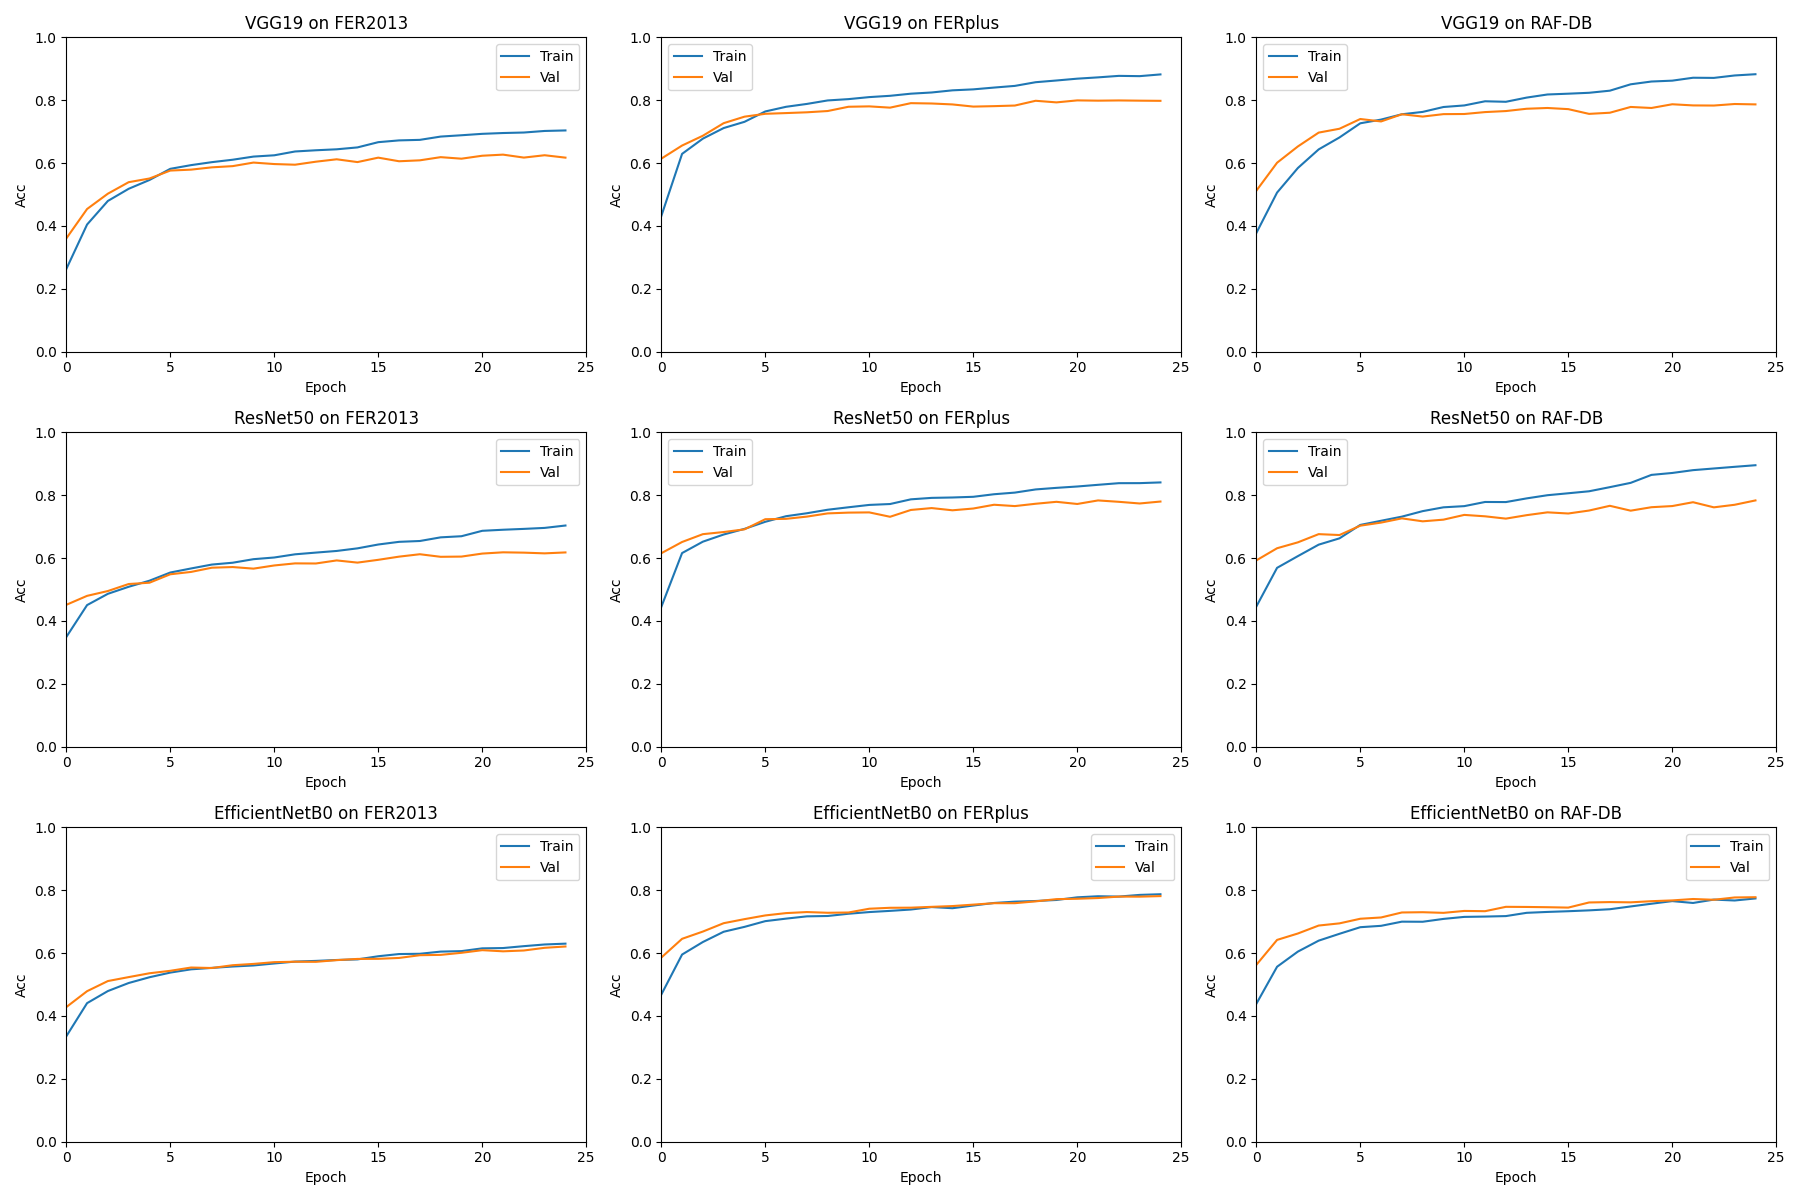 VGG19 on FER2013
1.0
0.8
0.6
0.4
0.2
0.0
Acc
Train
Val
0 5 10 15 20 25
Epoch
VGG19 on FERplus
1.0
0.8
0.6
0.4
0.2
0.0
Acc
Train
Val
0 5 10 15 20 25
Epoch
VGG19 on RAF-DB
1.0
0.8
0.6
0.4
0.2
0.0
Acc
Train
Val
0 5 10 15 20 25
Epoch
ResNet50 on FER2013
1.0
0.8
0.6
0.4
0.2
0.0
Acc
Train
Val
0 5 10 15 20 25
Epoch
ResNet50 on FERplus
1.0
0.8
0.6
0.4
0.2
0.0
Acc
Train
Val
0 5 10 15 20 25
Epoch
ResNet50 on RAF-DB
1.0
0.8
0.6
0.4
0.2
0.0
Acc
Train
Val
0 5 10 15 20 25
Epoch
EfficientNetB0 on FER2013
1.0
0.8
0.6
0.4
0.2
0.0
Acc
Train
Val
0 5 10 15 20 25
Epoch
EfficientNetB0 on FERplus
1.0
0.8
0.6
0.4
0.2
0.0
Acc
Train
Val
0 5 10 15 20 25
Epoch
EfficientNetB0 on RAF-DB
1.0
0.8
0.6
0.4
0.2
0.0
Acc
Train
Val
0 5 10 15 20 25
Epoch